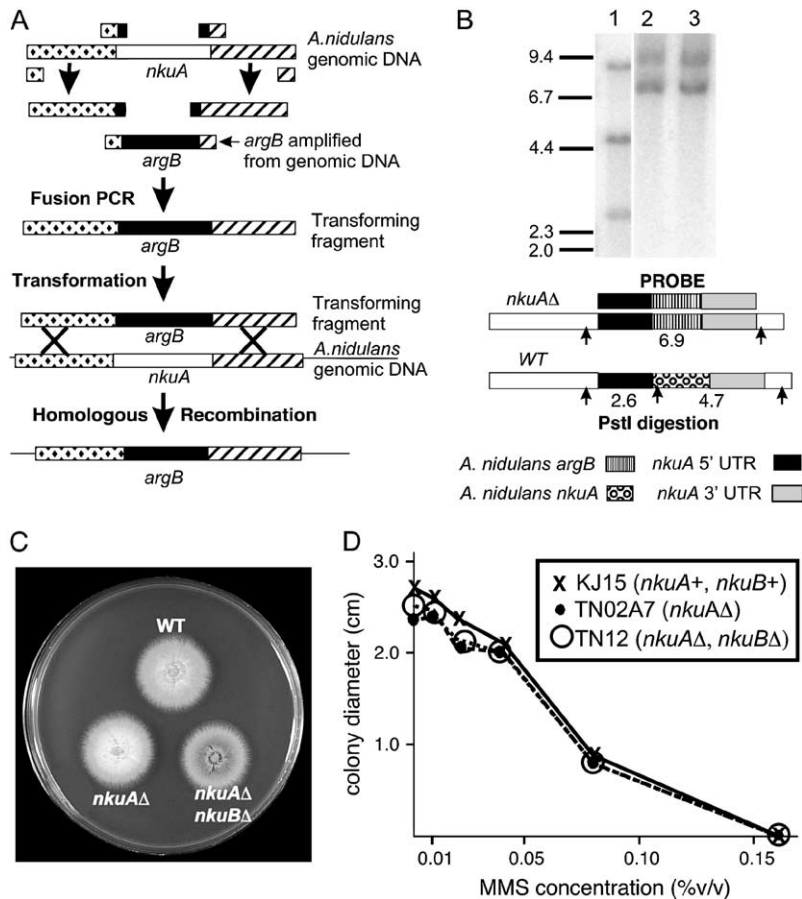 A
A.nidulans
genomic DNA
nkuA
argB amplified
from genomic DNA
argB
Fusion PCR
Transforming
fragment
argB
Transformation
Transforming
fragment
argB
A.nidulans
genomic DNA
nkuA
Homologous Recombination
argB
B
1 2 3
9.4
6.7
4.4
2.3
2.0
PROBE
nkuAΔ
6.9
WT
2.6 4.7
PstI digestion
A. nidulans argB nkuA 5' UTR
A. nidulans nkuA nkuA 3' UTR
C
WT
nkuAΔ
nkuAΔ
nkuBΔ
D
3.0
2.0
1.0
colony diameter (cm)
X KJ15 (nkuA+, nkuB+)
TN02A7 (nkuAΔ)
TN12 (nkuAΔ, nkuBΔ)
0.01 0.05 0.10 0.15
MMS concentration (%v/v)